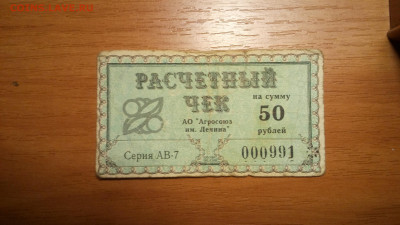 РАСЧЕТНЫЙ
ЧЕК
на сумму
50
рублей
АО "Агросоюз
им. Ленина"
Серия АВ-7
000991